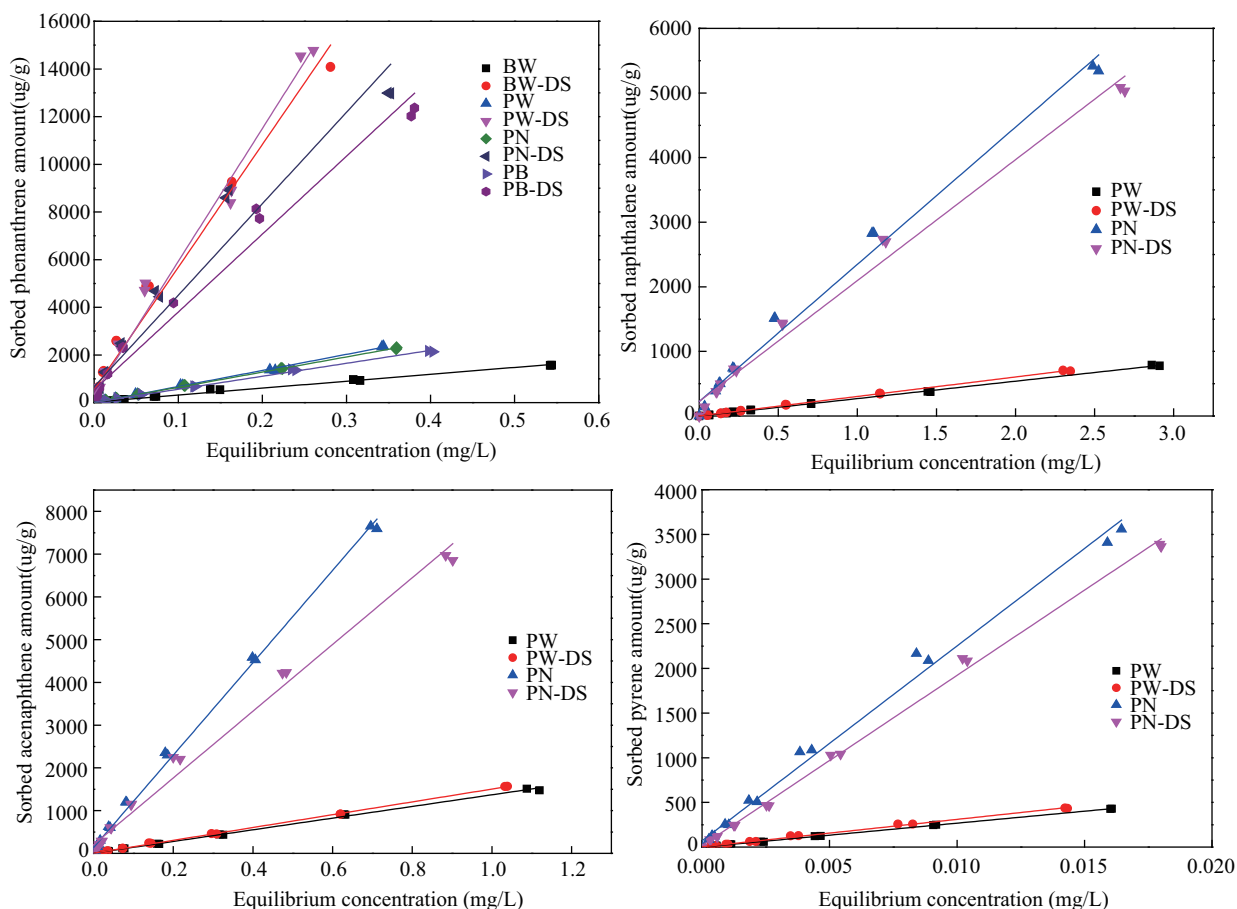 16000
14000
12000
10000
8000
6000
4000
2000
0
Sorbed phenanthrene amount(ug/g)
BW
BW-DS
PW
PW-DS
PN
PN-DS
PB
PB-DS
0.0 0.1 0.2 0.3 0.4 0.5 0.6
Equilibrium concentration (mg/L)
6000
5000
4000
3000
2000
1000
0
Sorbed naphthalene amount(ug/g)
PW
PW-DS
PN
PN-DS
0.0 0.5 1.0 1.5 2.0 2.5 3.0
Equilibrium concentration (mg/L)
8000
7000
6000
5000
4000
3000
2000
1000
0
Sorbed acenaphthene amount(ug/g)
PW
PW-DS
PN
PN-DS
0.0 0.2 0.4 0.6 0.8 1.0 1.2
Equilibrium concentration (mg/L)
4000
3500
3000
2500
2000
1500
1000
500
0
Sorbed pyrene amount(ug/g)
PW
PW-DS
PN
PN-DS
0.000 0.005 0.010 0.015 0.020
Equilibrium concentration (mg/L)